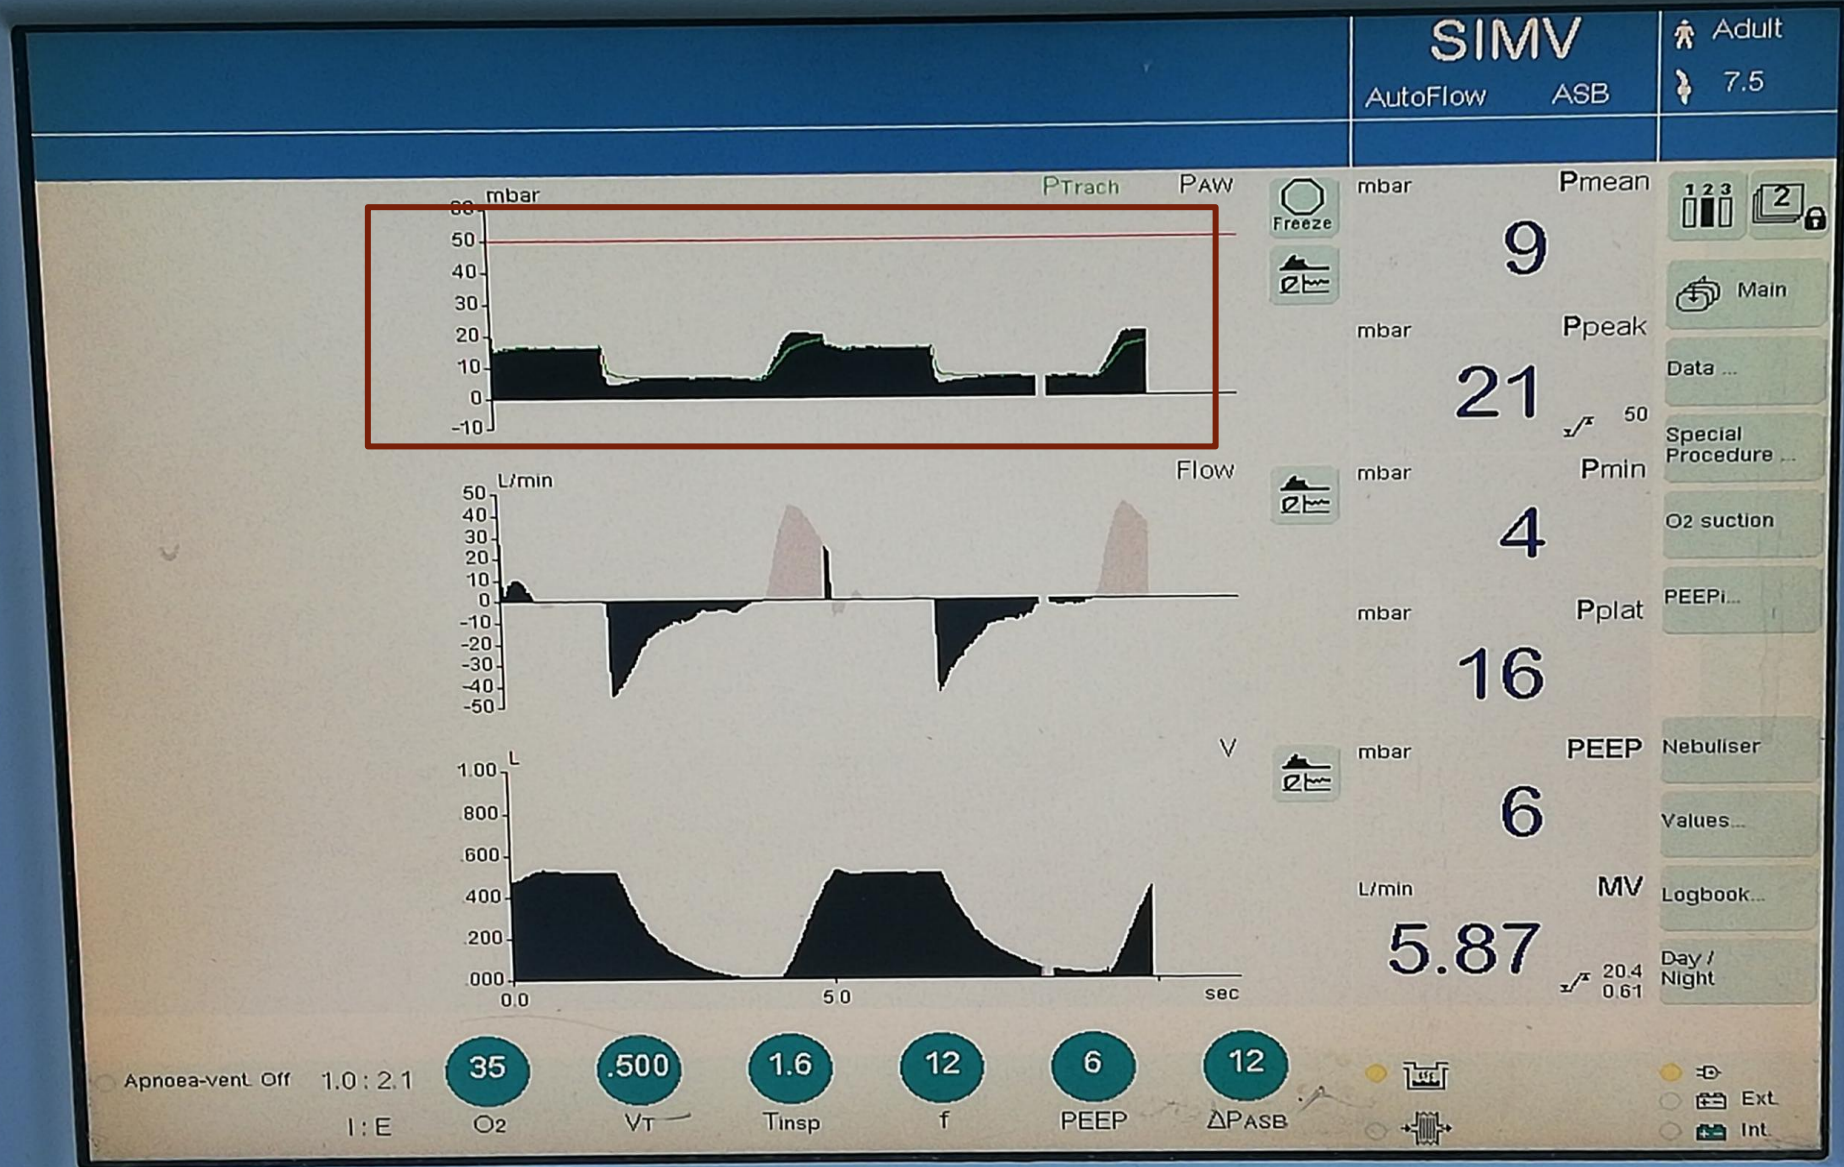 SIMV
AutoFlow ASB
Adult
7.5
mbar
PTrach PAW
50
40
30
20
10
0
-10
Freeze
mbar Pmean
9
mbar Ppeak
21
50
L/min
Flow
50
40
30
20
10
0
-10
-20
-30
-40
-50
mbar Pmin
4
mbar Pplat
16
L
V
1.00
.800
.600
.400
.200
.000
0.0 5.0 sec
mbar PEEP
6
L/min MV
5.87
20.4
0.61
1 2 3
2
Main
Data ...
Special
Procedure ...
O2 suction
PEEPi...
Nebuliser
Values...
Logbook...
Day /
Night
Apnoea-vent. Off 1.0 : 2.1
I : E
35 .500 1.6 12 6 12
O2 VT Tinsp f PEEP ΔPASB
Ext.
Int.